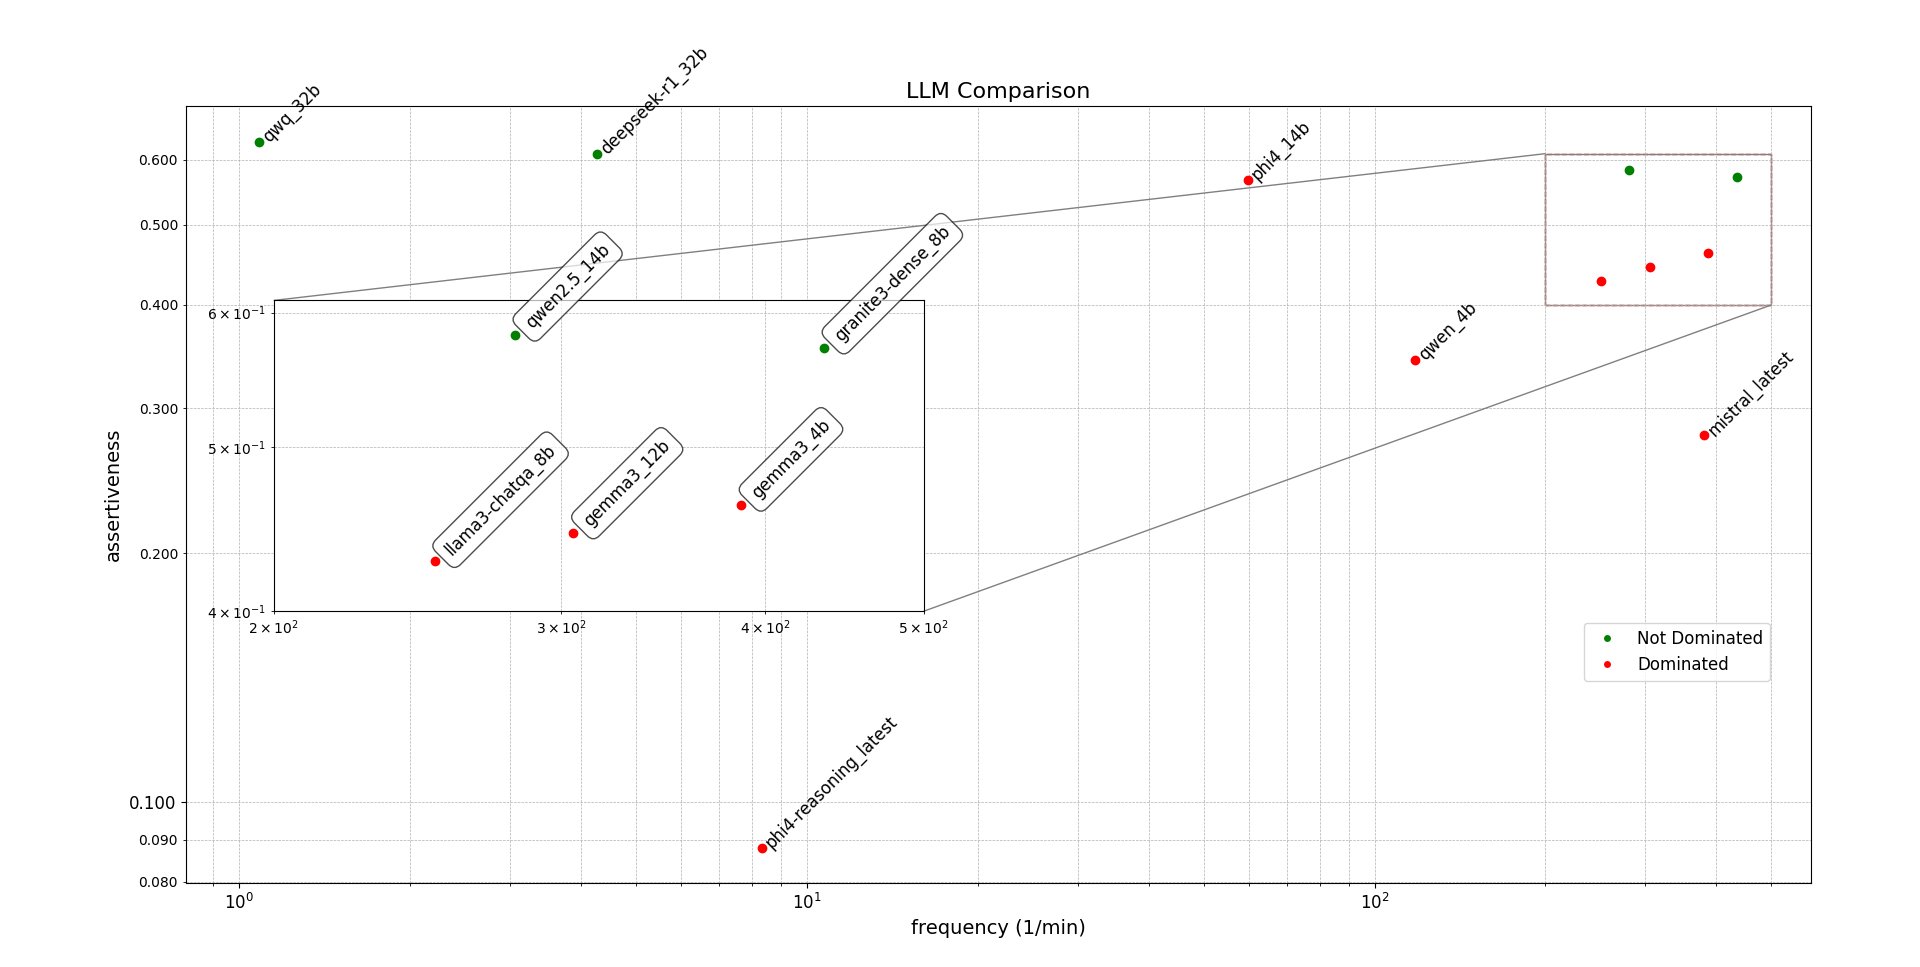 LLM Comparison
qwq_32b
deepseek-r1_32b
phi4_14b
qwen2.5_14b
granite3-dense_8b
qwen_4b
mistral_latest
llama3-chatqa_8b
gemma3_12b
gemma3_4b
phi4-reasoning_latest
0.600
0.500
0.400
0.300
0.200
0.100
0.090
0.080
assertiveness
6 × 10⁻¹
5 × 10⁻¹
4 × 10⁻¹
2 × 10² 3 × 10² 4 × 10² 5 × 10²
Not Dominated
Dominated
10⁰ 10¹ 10²
frequency (1/min)